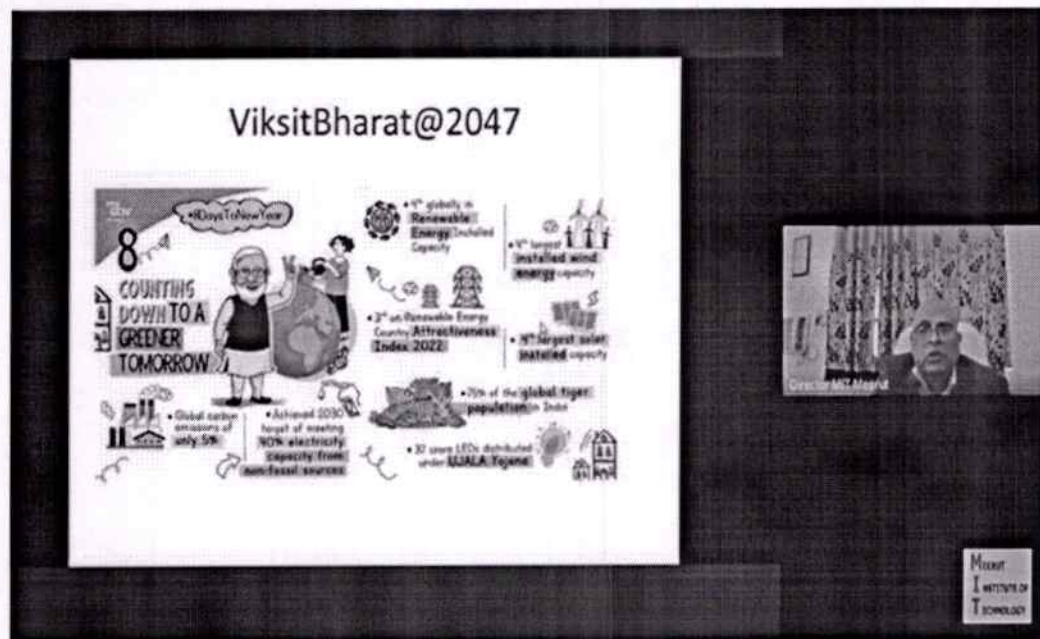 ViksitBharat@2047
#8DaysToNewYear
8
COUNTING
DOWN TO A
GREENER
TOMORROW
• 4th globally in
Renewable
Energy Installed
Capacity
• 4th largest
installed wind
energy capacity
• 3rd on Renewable Energy
Country Attractiveness
Index 2022
• 4th largest solar
installed capacity
• 75% of the global tiger
population in India
• Global carbon
emissions of
only 5%
• Achieved 2030
target of meeting
40% electricity
capacity from
non-fossil sources
• 37 crore LEDs distributed
under UJALA Yojana
Director MIT Meerut
MEERUT
INSTITUTE OF
TECHNOLOGY